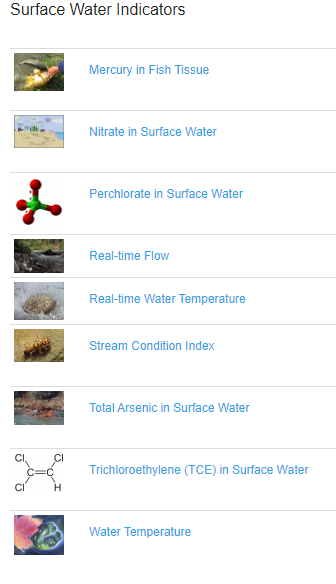 Surface Water Indicators
Mercury in Fish Tissue
Nitrate in Surface Water
Perchlorate in Surface Water
Real-time Flow
Real-time Water Temperature
Stream Condition Index
Total Arsenic in Surface Water
Cl Cl
C=C
Cl H
Trichloroethylene (TCE) in Surface Water
Water Temperature